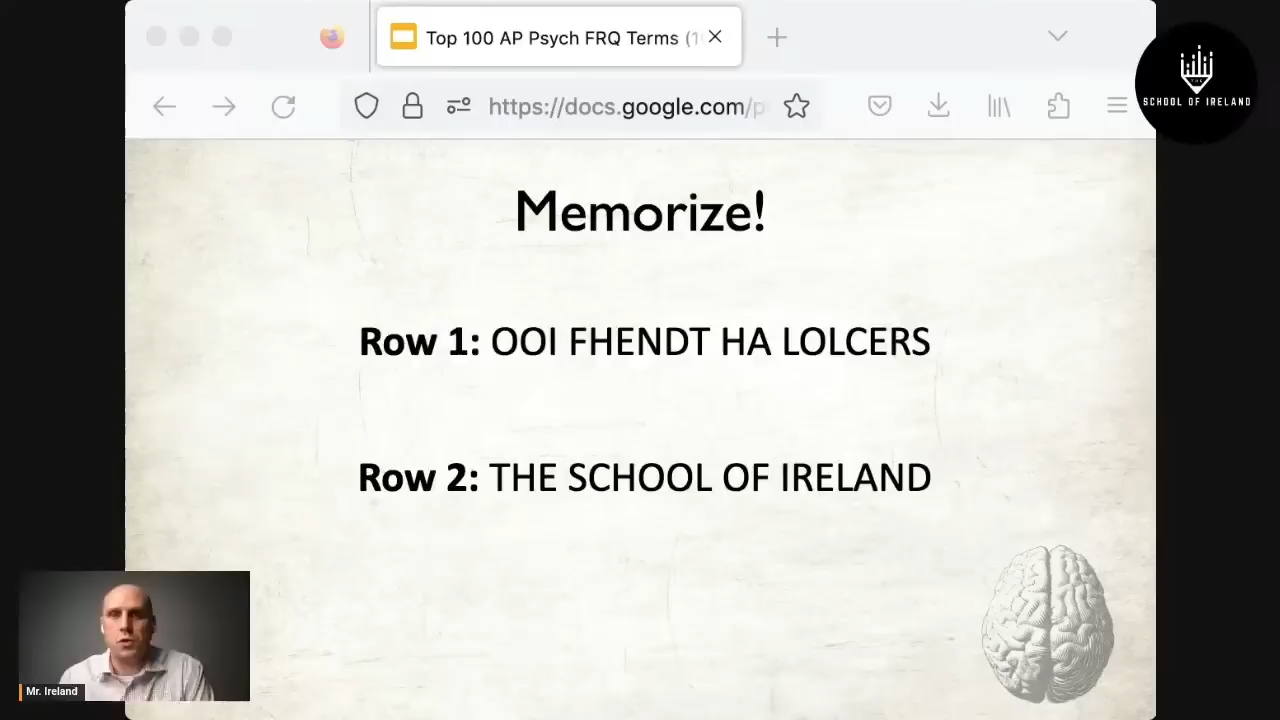 Top 100 AP Psych FRQ Terms (1
https://docs.google.com/p
THE
SCHOOL OF IRELAND
Memorize!
Row 1: OOI FHENDT HA LOLCERS
Row 2: THE SCHOOL OF IRELAND
Mr. Ireland